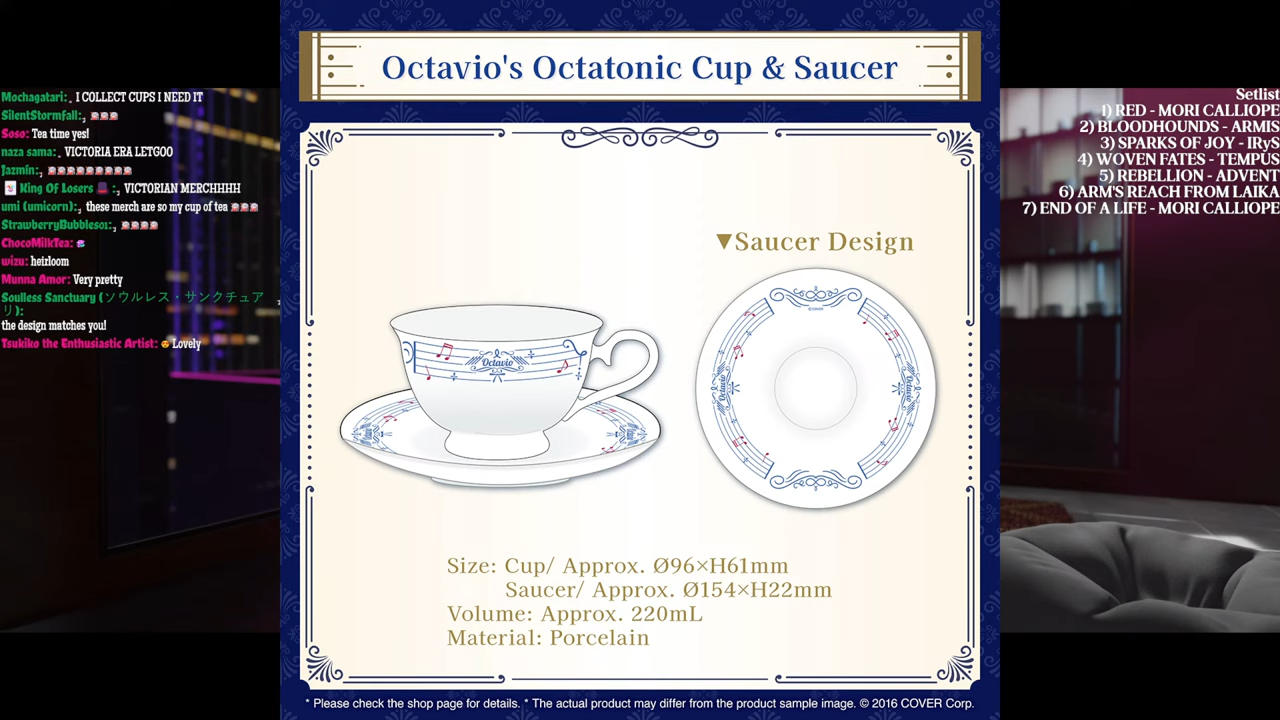 Octavio's Octatonic Cup & Saucer
Mochagatari: I COLLECT CUPS I NEED IT
SilentStormfall:,
Soso: Tea time yes!
naza sama: VICTORIA ERA LETGOO
Jazmín:,
King Of Losers :, VICTORIAN MERCHHHH
umi (umicorn):, these merch are so my cup of tea
StrawberryBubbles01:,
ChocoMilkTea:
wizu: heirloom
Munna Amor: Very pretty
Soulless Sanctuary (ソウルレス・サンクチュア
リ):
the design matches you!
Tsukiko the Enthusiastic Artist: Lovely
Setlist
1) RED - MORI CALLIOPE
2) BLOODHOUNDS - ARMIS
3) SPARKS OF JOY - IRyS
4) WOVEN FATES - TEMPUS
5) REBELLION - ADVENT
6) ARM'S REACH FROM LAIKA
7) END OF A LIFE - MORI CALLIOPE
▼Saucer Design
©COVER
Octavio
Octavio
Octavio
Octavio
Octavio
Size: Cup/ Approx. Ø96×H61mm
Saucer/ Approx. Ø154×H22mm
Volume: Approx. 220mL
Material: Porcelain
* Please check the shop page for details. * The actual product may differ from the product sample image. © 2016 COVER Corp.